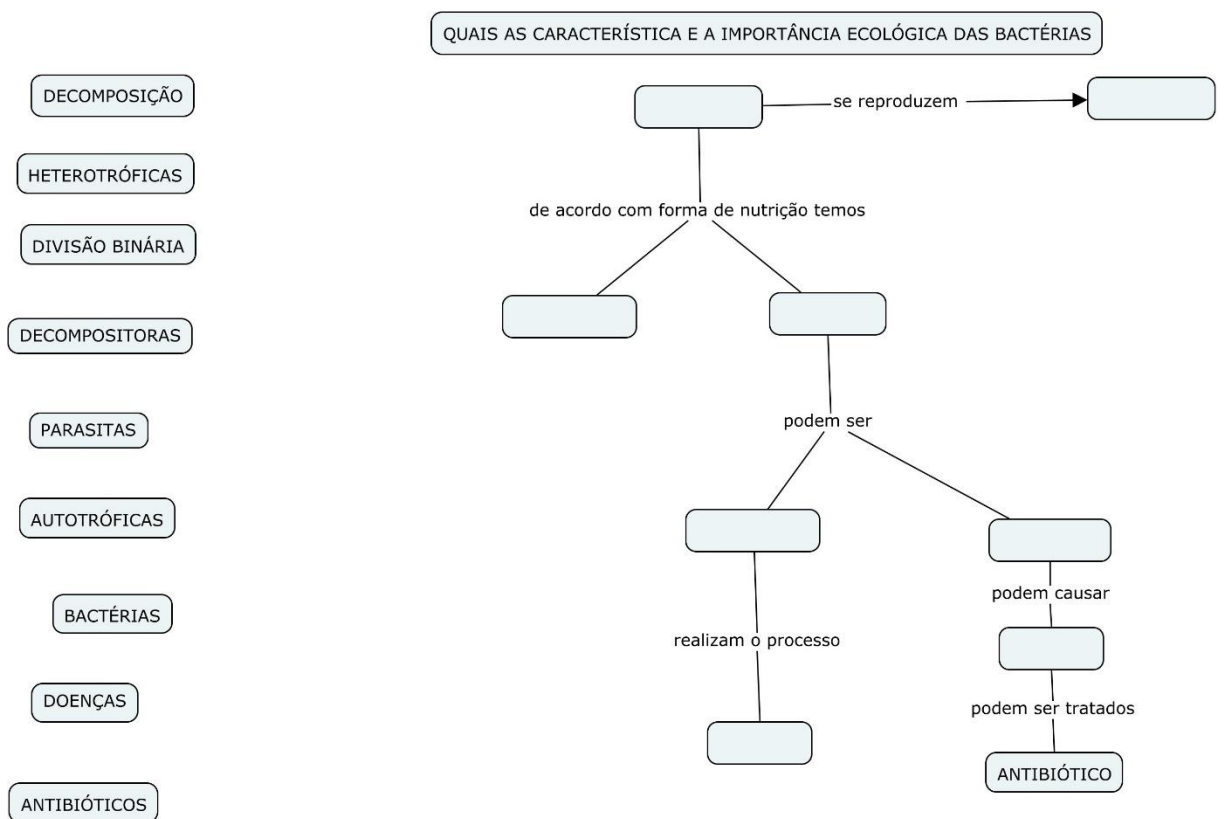 QUAIS AS CARACTERÍSTICA E A IMPORTÂNCIA ECOLÓGICA DAS BACTÉRIAS
DECOMPOSIÇÃO
HETEROTRÓFICAS
DIVISÃO BINÁRIA
DECOMPOSITORAS
PARASITAS
AUTOTRÓFICAS
BACTÉRIAS
DOENÇAS
ANTIBIÓTICOS
se reproduzem
de acordo com forma de nutrição temos
podem ser
realizam o processo
podem causar
podem ser tratados
ANTIBIÓTICO